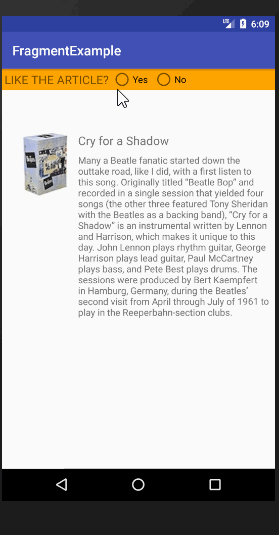 LTE 6:09
FragmentExample
LIKE THE ARTICLE? Yes No
Cry for a Shadow
Many a Beatle fanatic started down the
outtake road, like I did, with a first listen to
this song. Originally titled "Beatle Bop" and
recorded in a single session that yielded four
songs (the other three featured Tony Sheridan
with the Beatles as a backing band), "Cry for a
Shadow" is an instrumental written by Lennon
and Harrison, which makes it unique to this
day. John Lennon plays rhythm guitar, George
Harrison plays lead guitar, Paul McCartney
plays bass, and Pete Best plays drums. The
sessions were produced by Bert Kaempfert
in Hamburg, Germany, during the Beatles'
second visit from April through July of 1961 to
play in the Reeperbahn-section clubs.